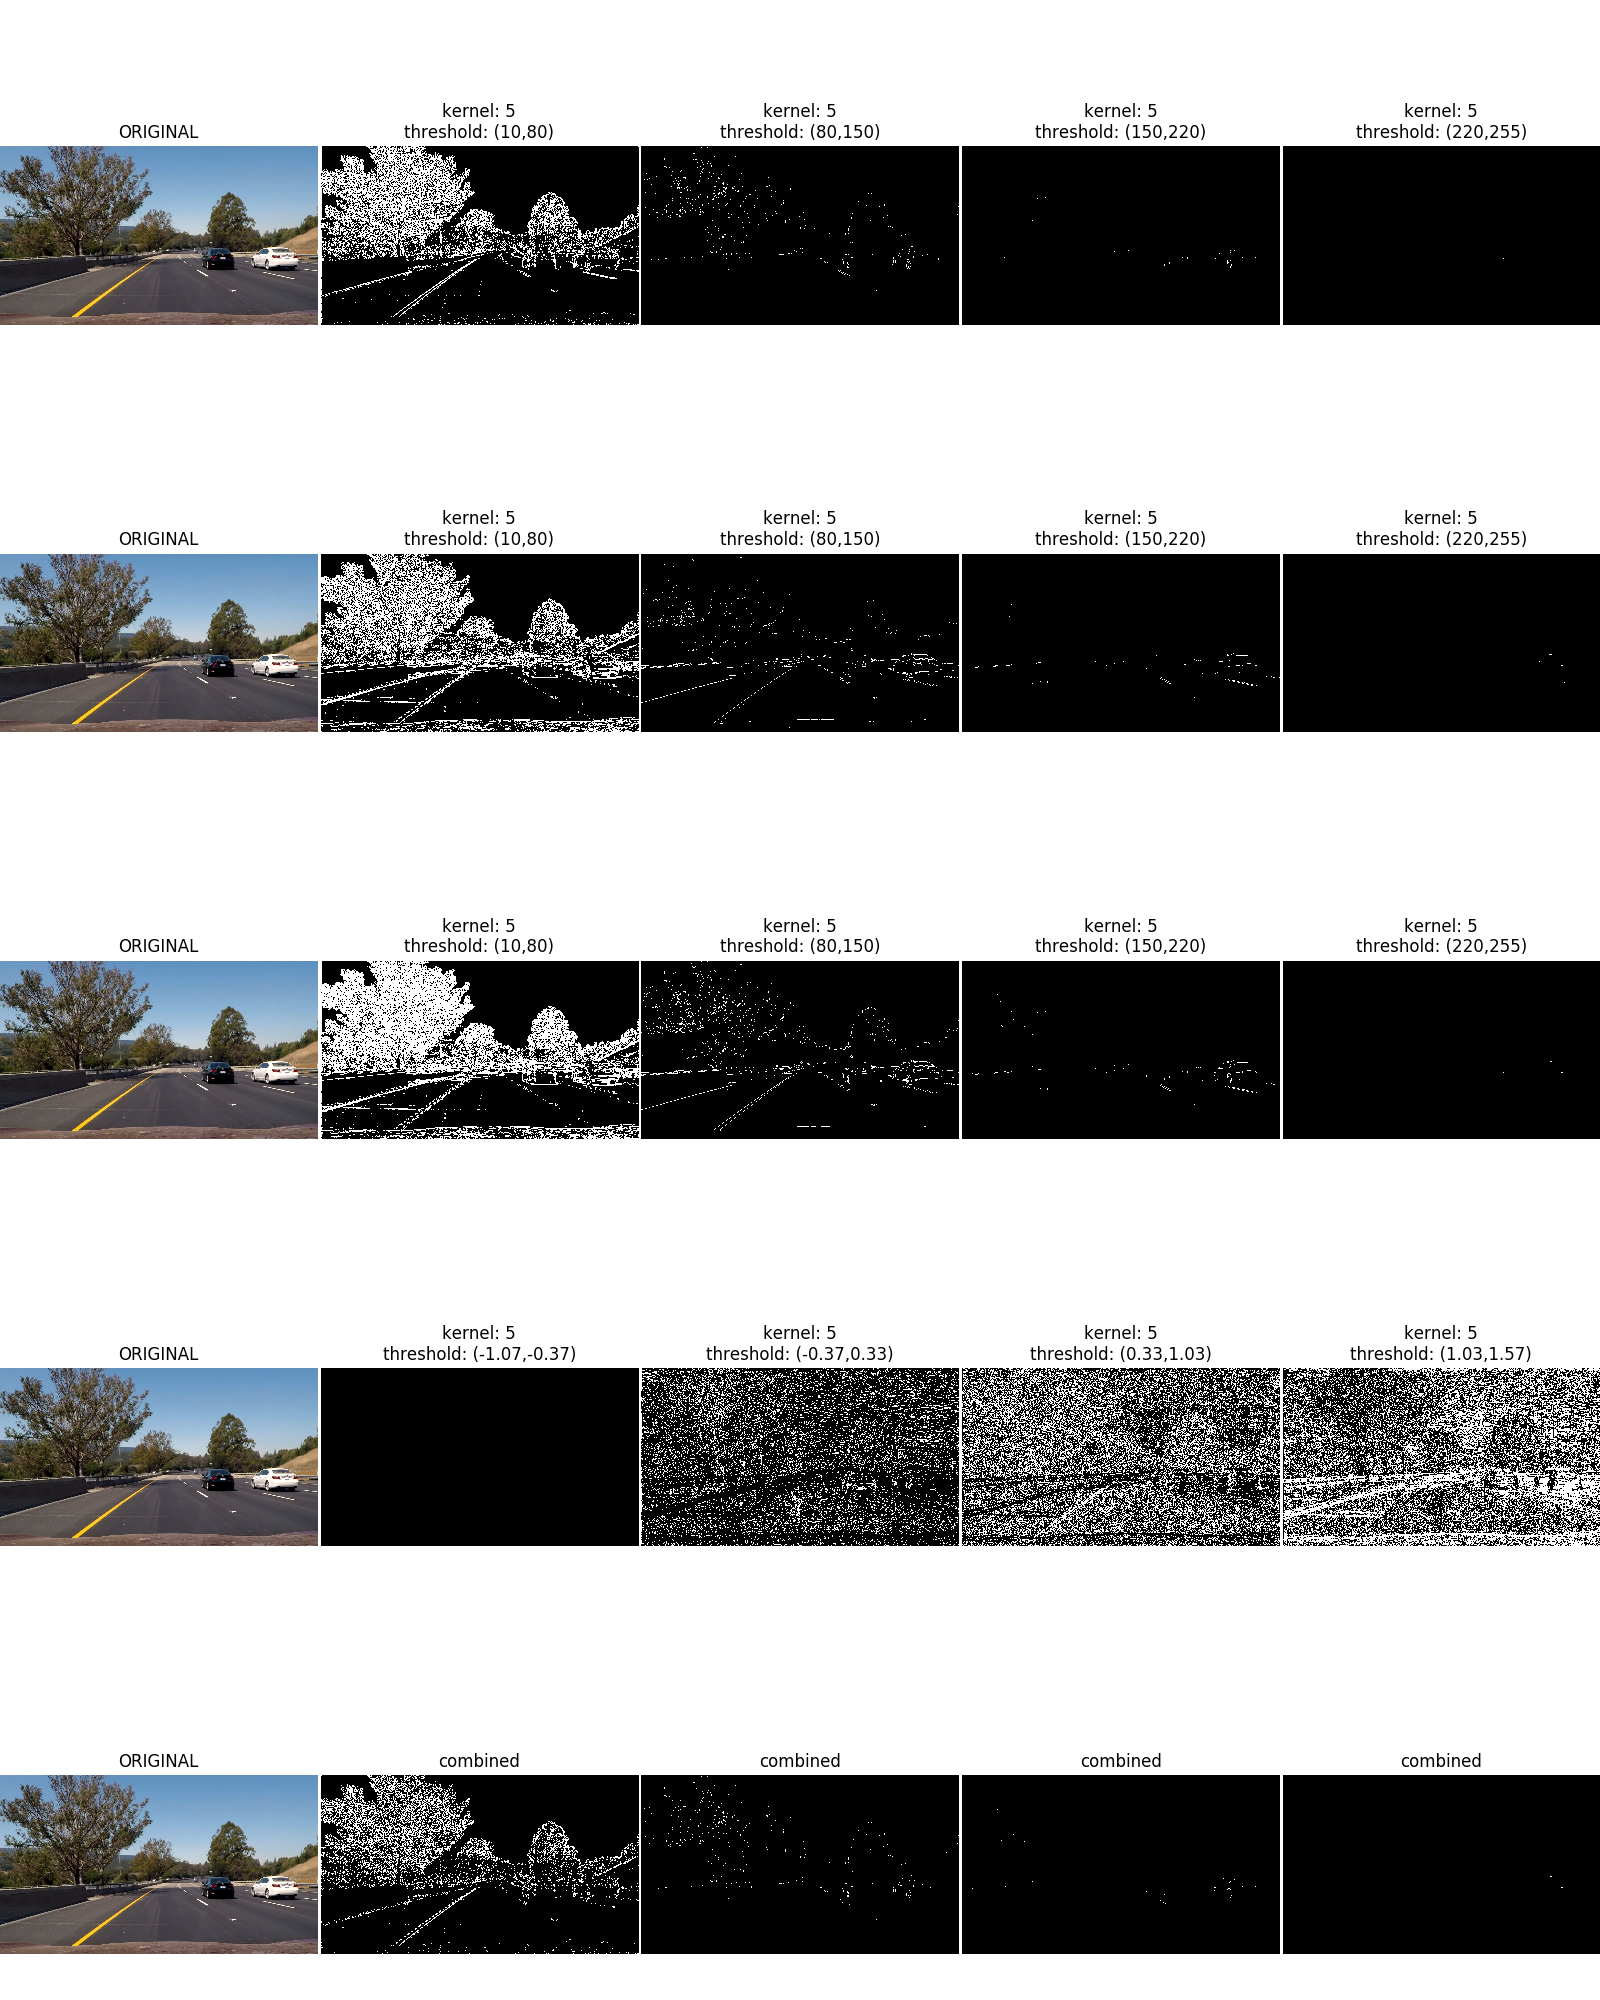 ORIGINAL
kernel: 5
threshold: (10,80)
kernel: 5
threshold: (80,150)
kernel: 5
threshold: (150,220)
kernel: 5
threshold: (220,255)
ORIGINAL
kernel: 5
threshold: (10,80)
kernel: 5
threshold: (80,150)
kernel: 5
threshold: (150,220)
kernel: 5
threshold: (220,255)
ORIGINAL
kernel: 5
threshold: (10,80)
kernel: 5
threshold: (80,150)
kernel: 5
threshold: (150,220)
kernel: 5
threshold: (220,255)
ORIGINAL
kernel: 5
threshold: (-1.07,-0.37)
kernel: 5
threshold: (-0.37,0.33)
kernel: 5
threshold: (0.33,1.03)
kernel: 5
threshold: (1.03,1.57)
ORIGINAL
combined
combined
combined
combined